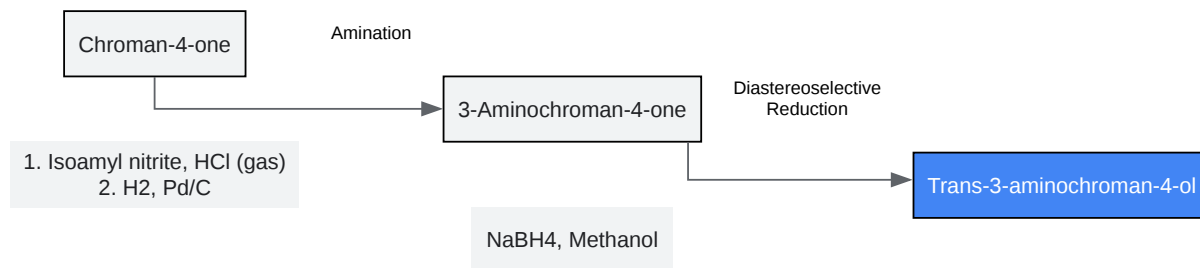 Chroman-4-one
Amination
1. Isoamyl nitrite, HCl (gas)
2. H2, Pd/C
3-Aminochroman-4-one
Diastereoselective
Reduction
NaBH4, Methanol
Trans-3-aminochroman-4-ol